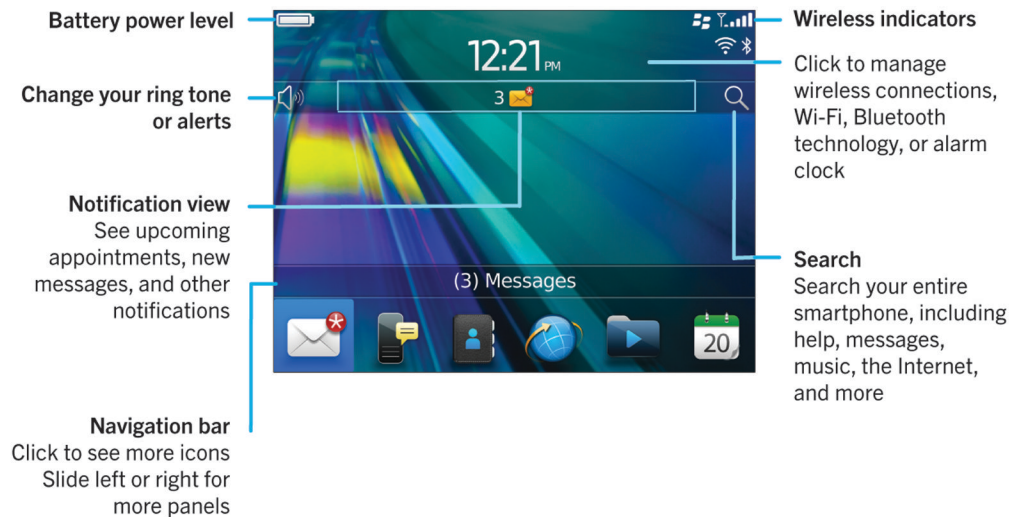 Battery power level
Change your ring tone
or alerts
Notification view
See upcoming
appointments, new
messages, and other
notifications
Navigation bar
Click to see more icons
Slide left or right for
more panels
12:21 PM
3
(3) Messages
20
Wireless indicators
Click to manage
wireless connections,
Wi-Fi, Bluetooth
technology, or alarm
clock
Search
Search your entire
smartphone, including
help, messages,
music, the Internet,
and more